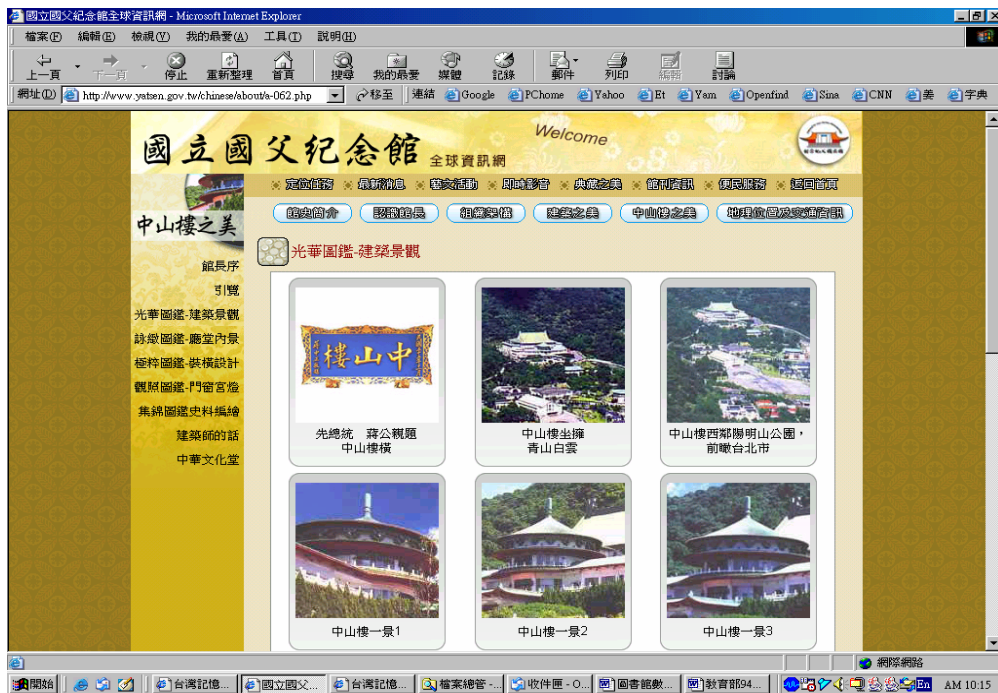 國立國父紀念館全球資訊網 - Microsoft Internet Explorer
檔案(F) 編輯(E) 檢視(V) 我的最愛(A) 工具(T) 說明(H)
上一頁 下一頁 停止 重新整理 首頁 搜尋 我的最愛 媒體 記錄 郵件 列印 編輯 討論
網址(D) http://www.yatsen.gov.tw/chinese/about/a-062.php 移至 連結 Google PChome Yahoo Et Yam Openfind Sina CNN 姜 字典
國立國父紀念館 全球資訊網
Welcome
定位任務 最新消息 藝文活動 即時影音 典藏之美 館刊資訊 便民服務 返回首頁
館史簡介 認識館長 組織架構 建築之美 中山樓之美 地理位置及交通資訊
中山樓之美
館長序
引覽
光華圖鑑-建築景觀
詠緻圖鑑-廳堂內景
極粹圖鑑-裝橫設計
觀照圖鑑-門窗宮燈
集錦圖鑑史料編繪
建築師的話
中華文化堂
光華圖鑑-建築景觀
中山樓
先總統 蔣公親題
中山樓橫
中山樓坐擁
青山白雲
中山樓西鄰陽明山公園，
前瞰台北市
中山樓一景1
中山樓一景2
中山樓一景3
網際網路
開始 台灣記憶... 國立國父... 台灣記憶... 檔案總管 -... 收件匣 - O... 圖書館數... 教育部94... En AM 10:15